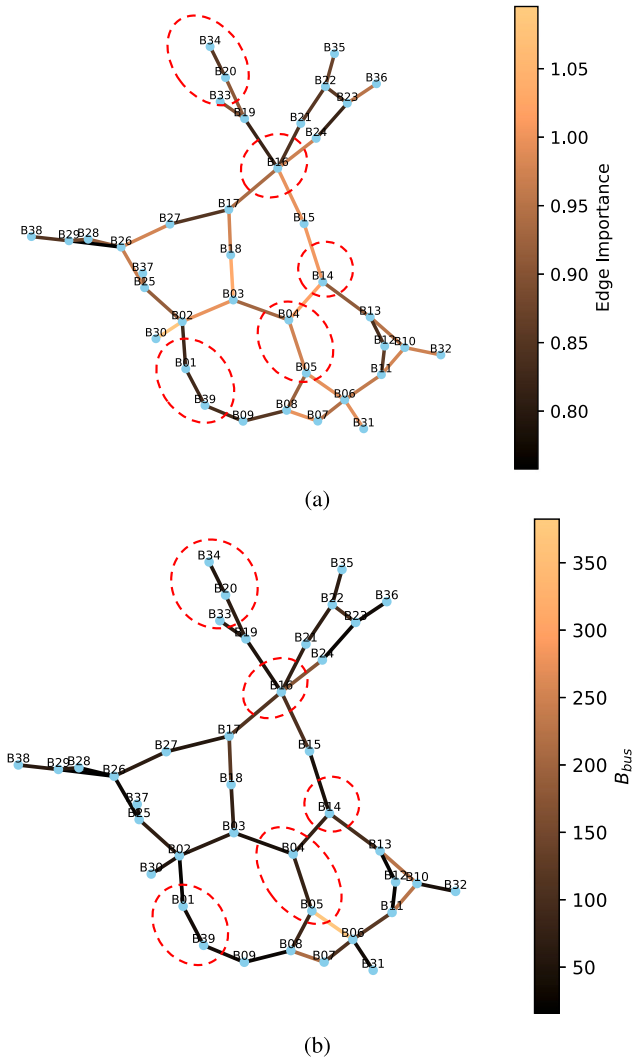 B34
B35
B20
B22
B36
B33
B23
B19
B21
B24
B16
B17
B15
B27
B38
B29
B28
B26
B18
B37
B25
B14
B03
B02
B04
B13
B30
B12
B10
B32
B01
B05
B11
B39
B08
B06
B09
B07
B31
1.05
1.00
0.95
0.90
0.85
0.80
Edge Importance
(a)
B34
B35
B20
B22
B36
B33
B23
B19
B21
B24
B16
B17
B15
B27
B38
B29
B28
B26
B18
B37
B25
B14
B03
B02
B04
B13
B30
B12
B10
B32
B01
B05
B11
B39
B08
B06
B09
B07
B31
350
300
250
200
150
100
50
B_bus
(b)